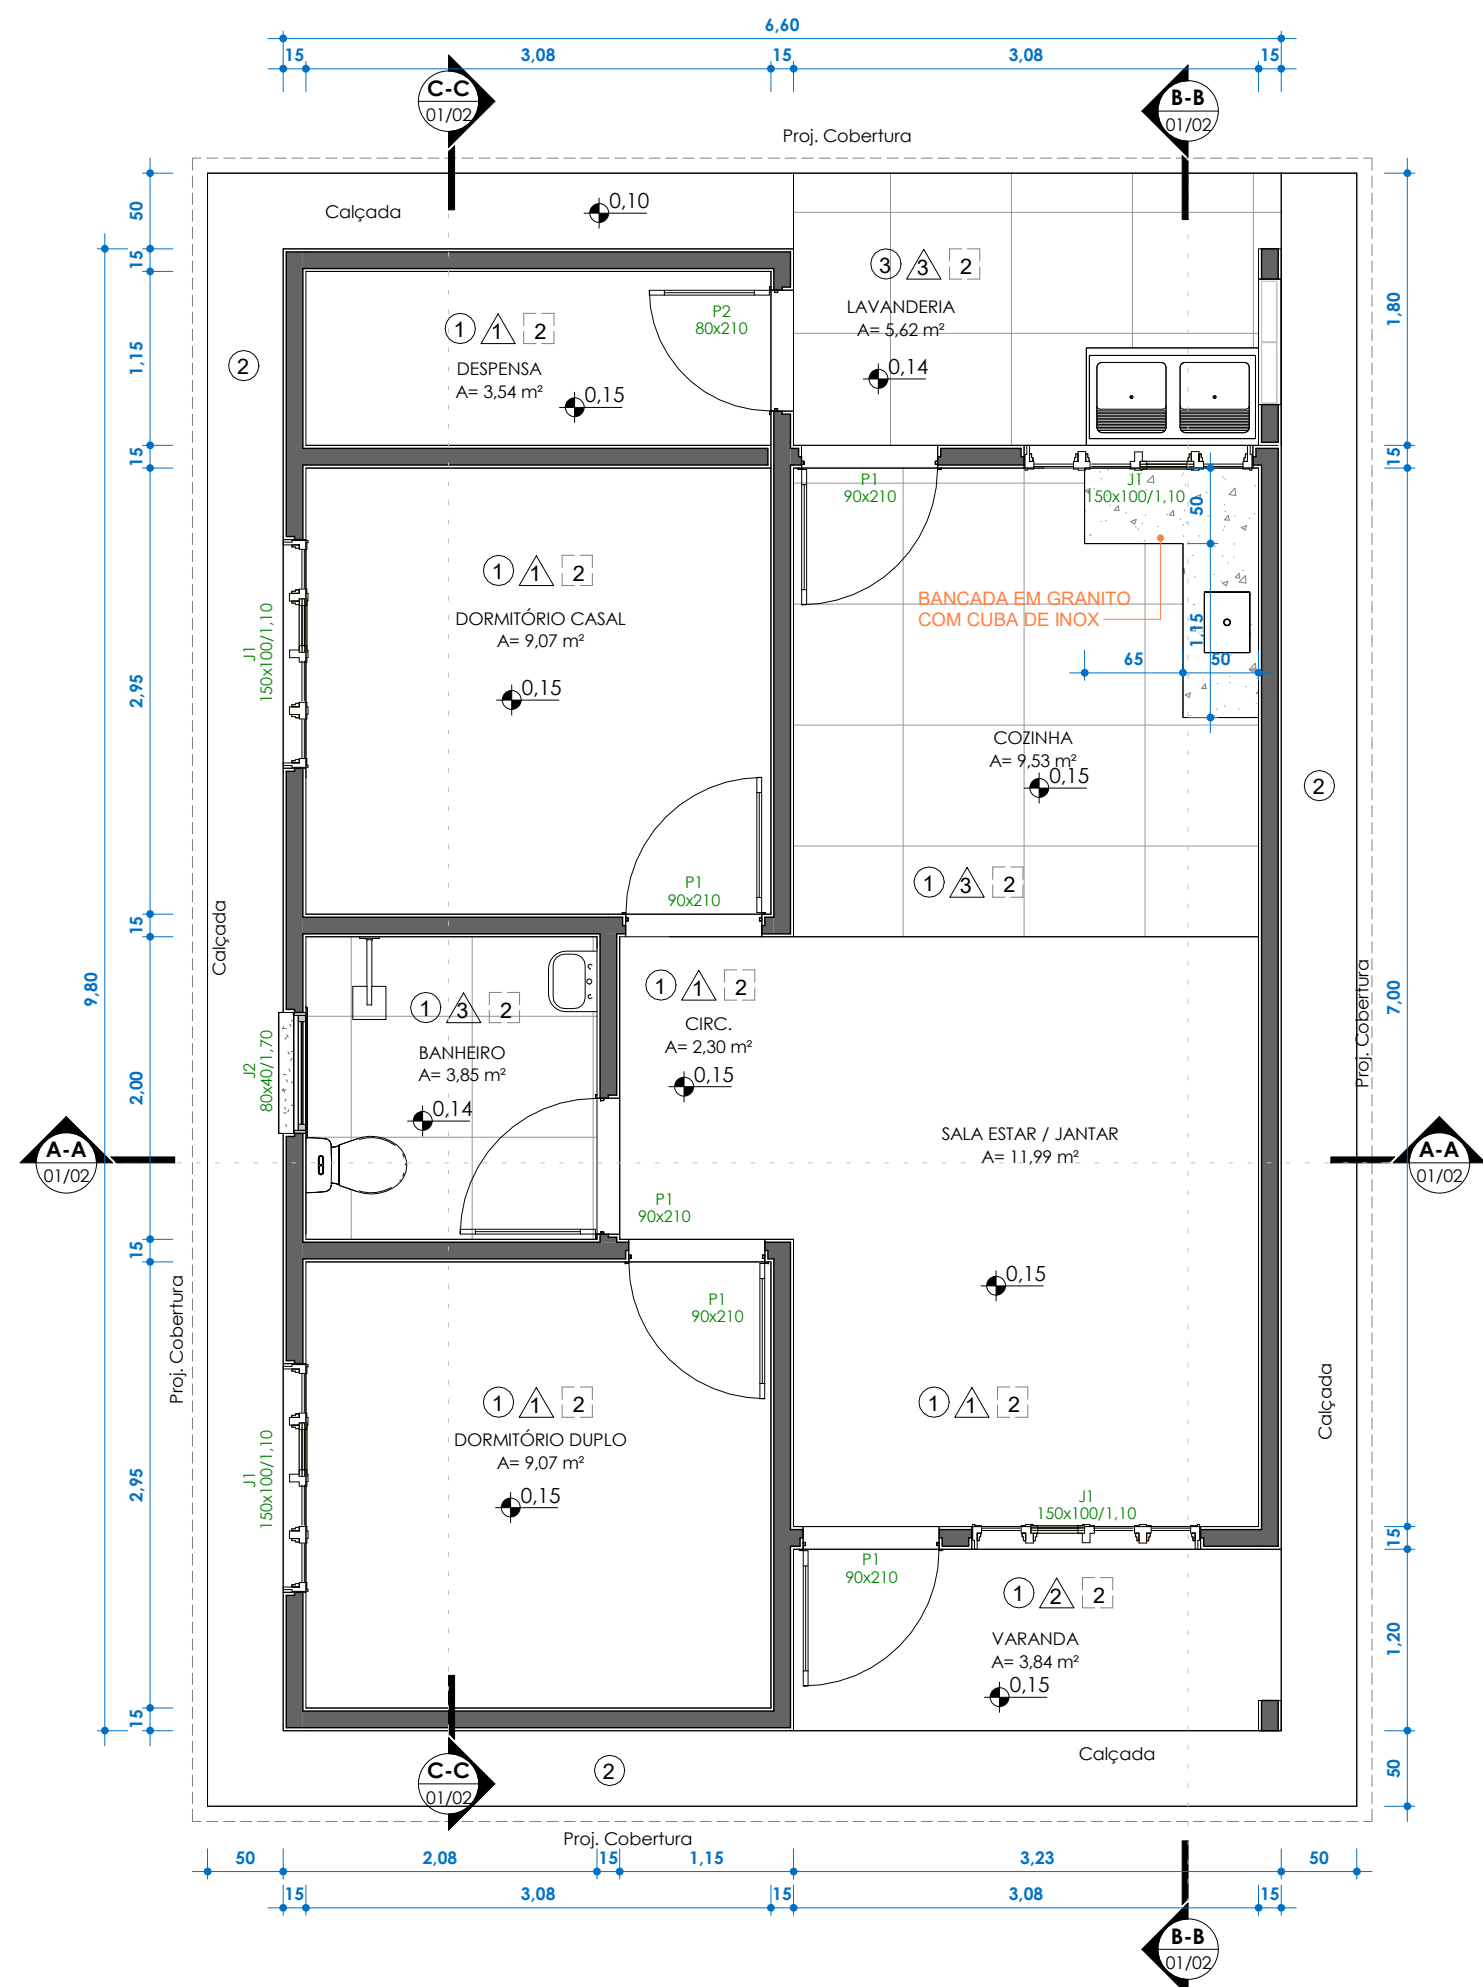 6,60
15
3,08
15
3,08
15
C-C
01/02
B-B
01/02
Proj. Cobertura
Calçada
0,10
50
15
1,15
15
2,95
15
2,00
15
2,95
15
9,80
1,80
15
7,00
15
1,20
50
3
3
2
LAVANDERIA
A= 5,62 m²
0,14
P2
80x210
1
1
2
DESPENSA
A= 3,54 m²
0,15
2
P1
90x210
J1
150x100/1,10
50
1,15
65
50
BANCADA EM GRANITO
COM CUBA DE INOX
1
1
2
DORMITÓRIO CASAL
A= 9,07 m²
0,15
J1
150x100/1,10
COZINHA
A= 9,53 m²
0,15
2
1
3
2
P1
90x210
Calçada
Proj. Cobertura
1
3
2
BANHEIRO
A= 3,85 m²
0,14
J2
80x40/1,70
1
1
2
CIRC.
A= 2,30 m²
0,15
SALA ESTAR / JANTAR
A= 11,99 m²
A-A
01/02
A-A
01/02
P1
90x210
0,15
P1
90x210
Proj. Cobertura
Calçada
1
1
2
DORMITÓRIO DUPLO
A= 9,07 m²
0,15
J1
150x100/1,10
1
1
2
J1
150x100/1,10
P1
90x210
1
2
2
VARANDA
A= 3,84 m²
0,15
Calçada
C-C
01/02
2
Proj. Cobertura
50
2,08
15
1,15
3,23
50
15
3,08
15
3,08
15
B-B
01/02